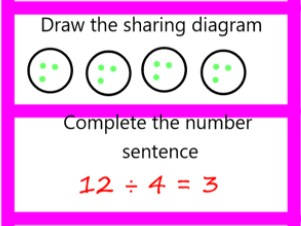 Draw the sharing diagram
Complete the number
sentence
12 ÷ 4 = 3